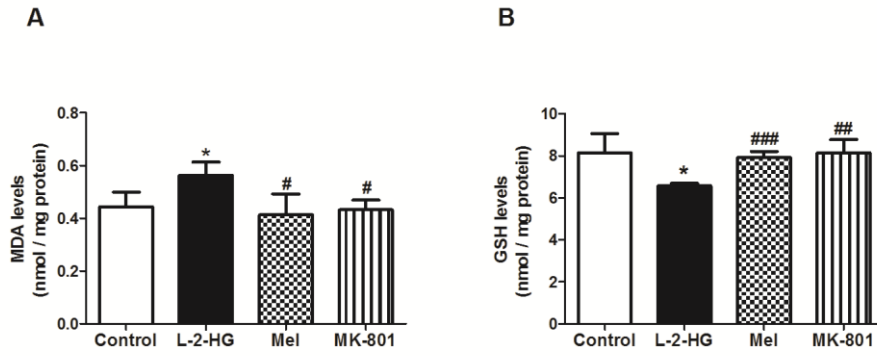 A
MDA levels
(nmol / mg protein)
0.8
0.6
0.4
0.2
0.0
*
#
#
Control L-2-HG Mel MK-801
B
GSH levels
(nmol / mg protein)
10
8
6
4
2
0
*
###
##
Control L-2-HG Mel MK-801